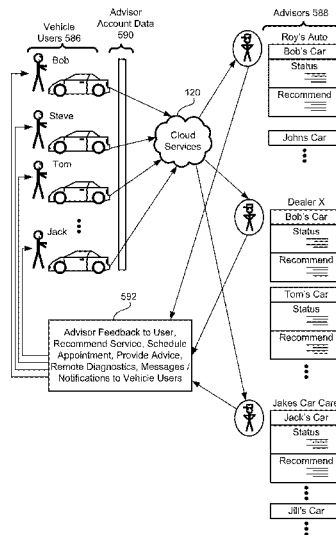 Vehicle
Users 586
Advisor
Account Data
590
Advisors 588
Bob
Steve
Tom
Jack
120
Cloud
Services
Roy's Auto
Bob's Car
Status
Recommend
Johns Car
Dealer X
Bob's Car
Status
Recommend
Tom's Car
Status
Recommend
592
Advisor Feedback to User,
Recommend Service, Schedule
Appointment, Provide Advice,
Remote Diagnostics, Messages /
Notifications to Vehicle Users
Jakes Car Care
Jack's Car
Status
Recommend
Jill's Car